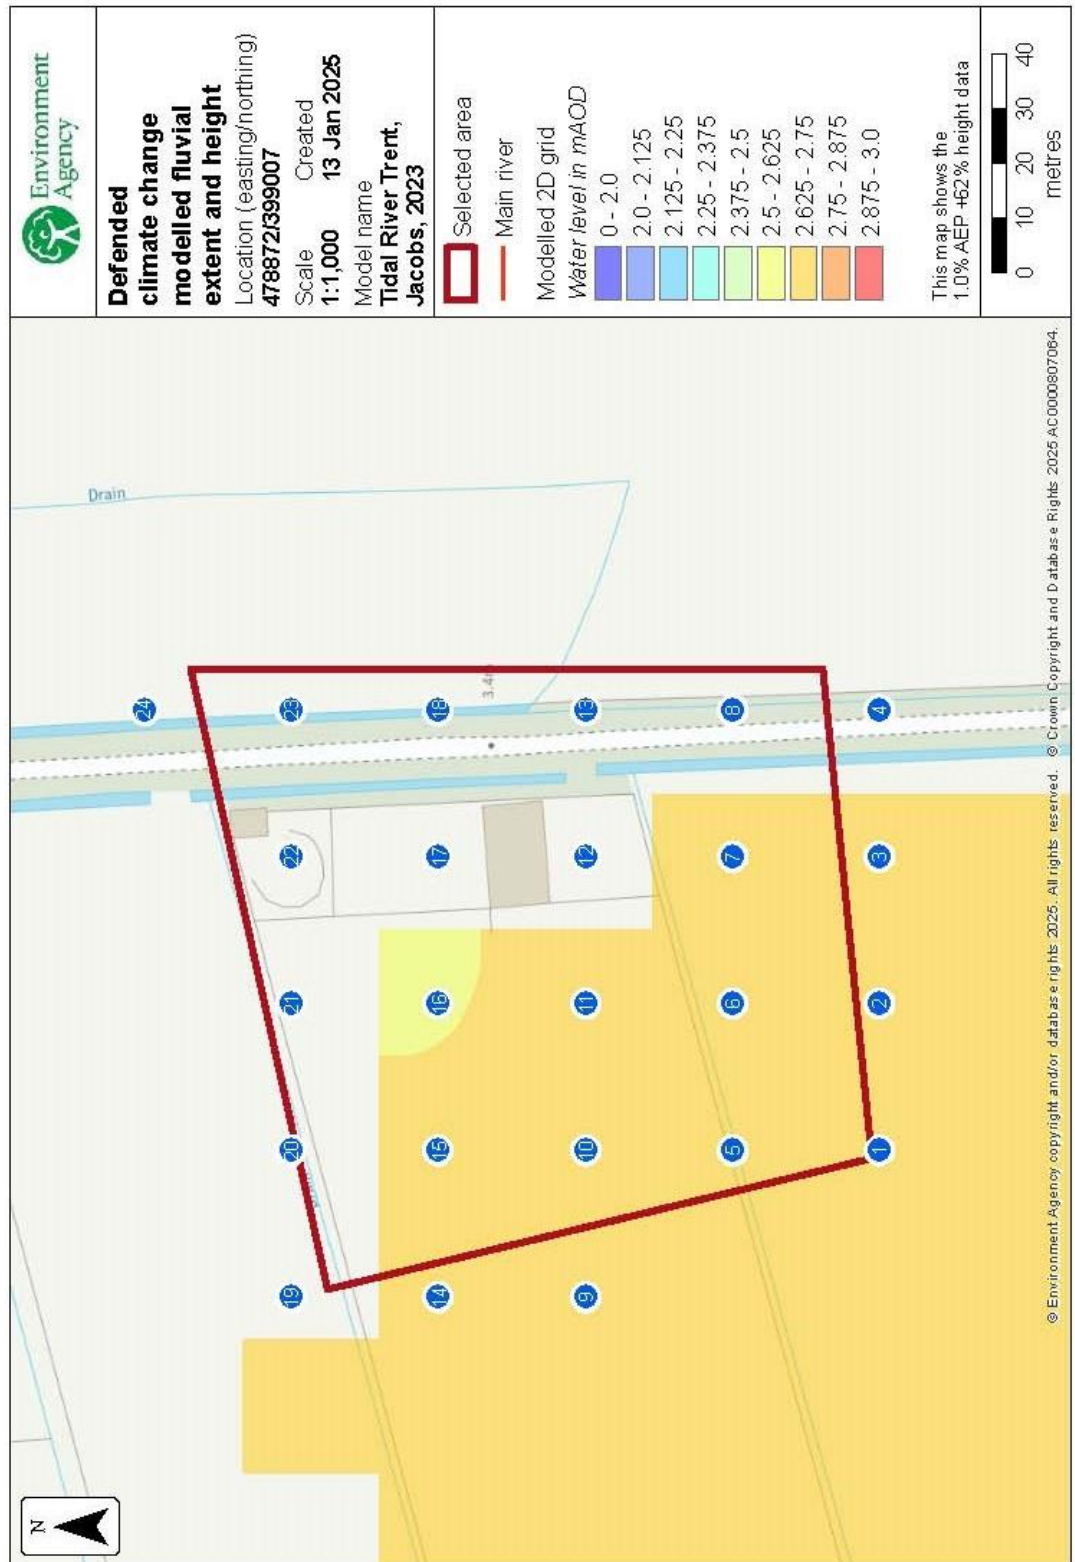 Environment
Agency
Defended
climate change
modelled fluvial
extent and height
Location (easting/northing)
478872/399007
Scale Created
1:1,000 13 Jan 2025
Model name
Tidal River Trent,
Jacobs, 2023
Selected area
Main river
Modelled 2D grid
Water level in mAOD
0 - 2.0
2.0 - 2.125
2.125 - 2.25
2.25 - 2.375
2.375 - 2.5
2.5 - 2.625
2.625 - 2.75
2.75 - 2.875
2.875 - 3.0
This map shows the
1.0% AEP +62% height data
0 10 20 30 40
metres
N
Drain
24
19 20 21 22 23
14 15 16 17 18
3.4
9 10 11 12 13
5 6 7 8
1 2 3 4
© Environment Agency copyright and/or database rights 2025. All rights reserved. © Crown Copyright and Database Rights 2025 AC0000807064.